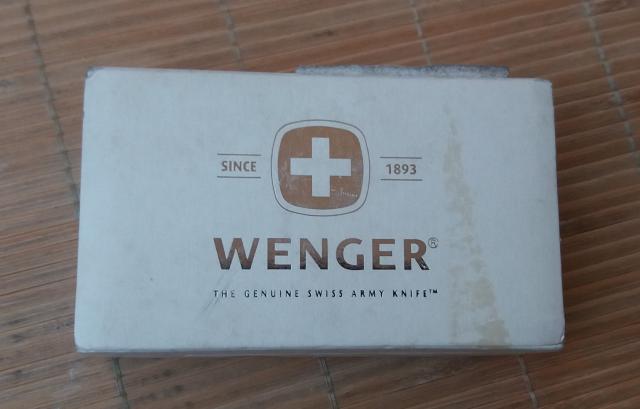 SINCE 1893
WENGER®
THE GENUINE SWISS ARMY KNIFE™